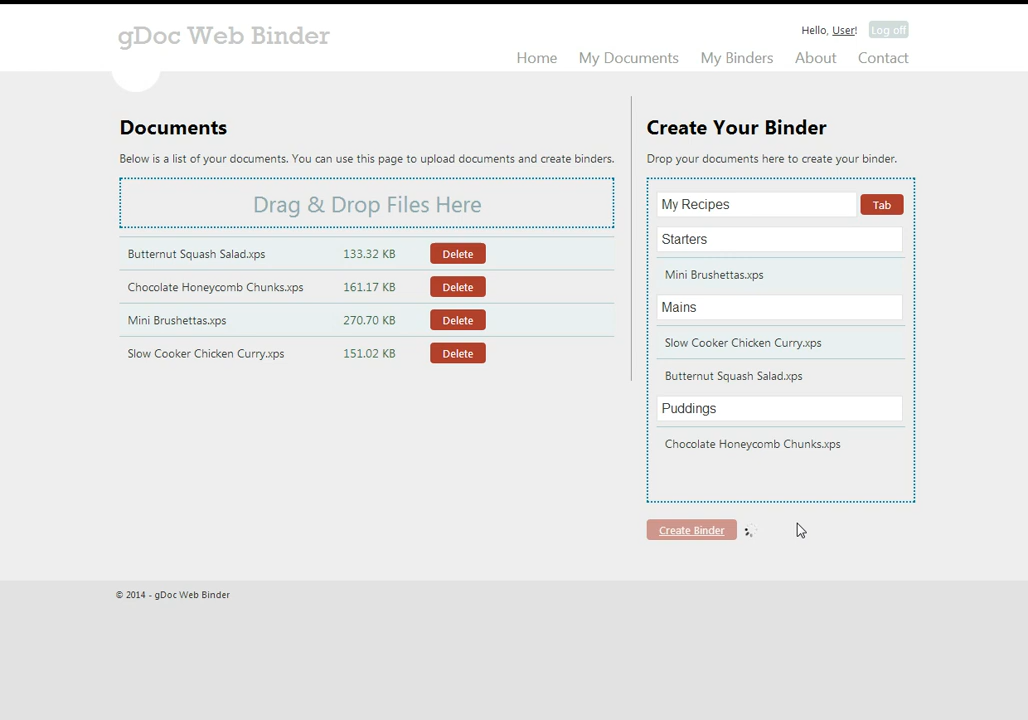 gDoc Web Binder
Hello, User! Log off
Home My Documents My Binders About Contact
Documents
Below is a list of your documents. You can use this page to upload documents and create binders.
Drag & Drop Files Here
Butternut Squash Salad.xps 133.32 KB Delete
Chocolate Honeycomb Chunks.xps 161.17 KB Delete
Mini Brushettas.xps 270.70 KB Delete
Slow Cooker Chicken Curry.xps 151.02 KB Delete
Create Your Binder
Drop your documents here to create your binder.
My Recipes Tab
Starters
Mini Brushettas.xps
Mains
Slow Cooker Chicken Curry.xps
Butternut Squash Salad.xps
Puddings
Chocolate Honeycomb Chunks.xps
Create Binder
© 2014 - gDoc Web Binder